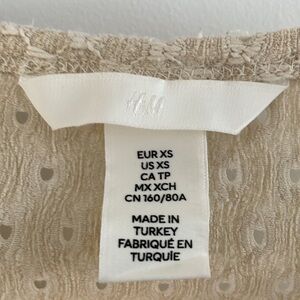 H&M
EUR XS
US XS
CA TP
MX XCH
CN 160/80A
MADE IN
TURKEY
FABRIQUÉ EN
TURQUIE